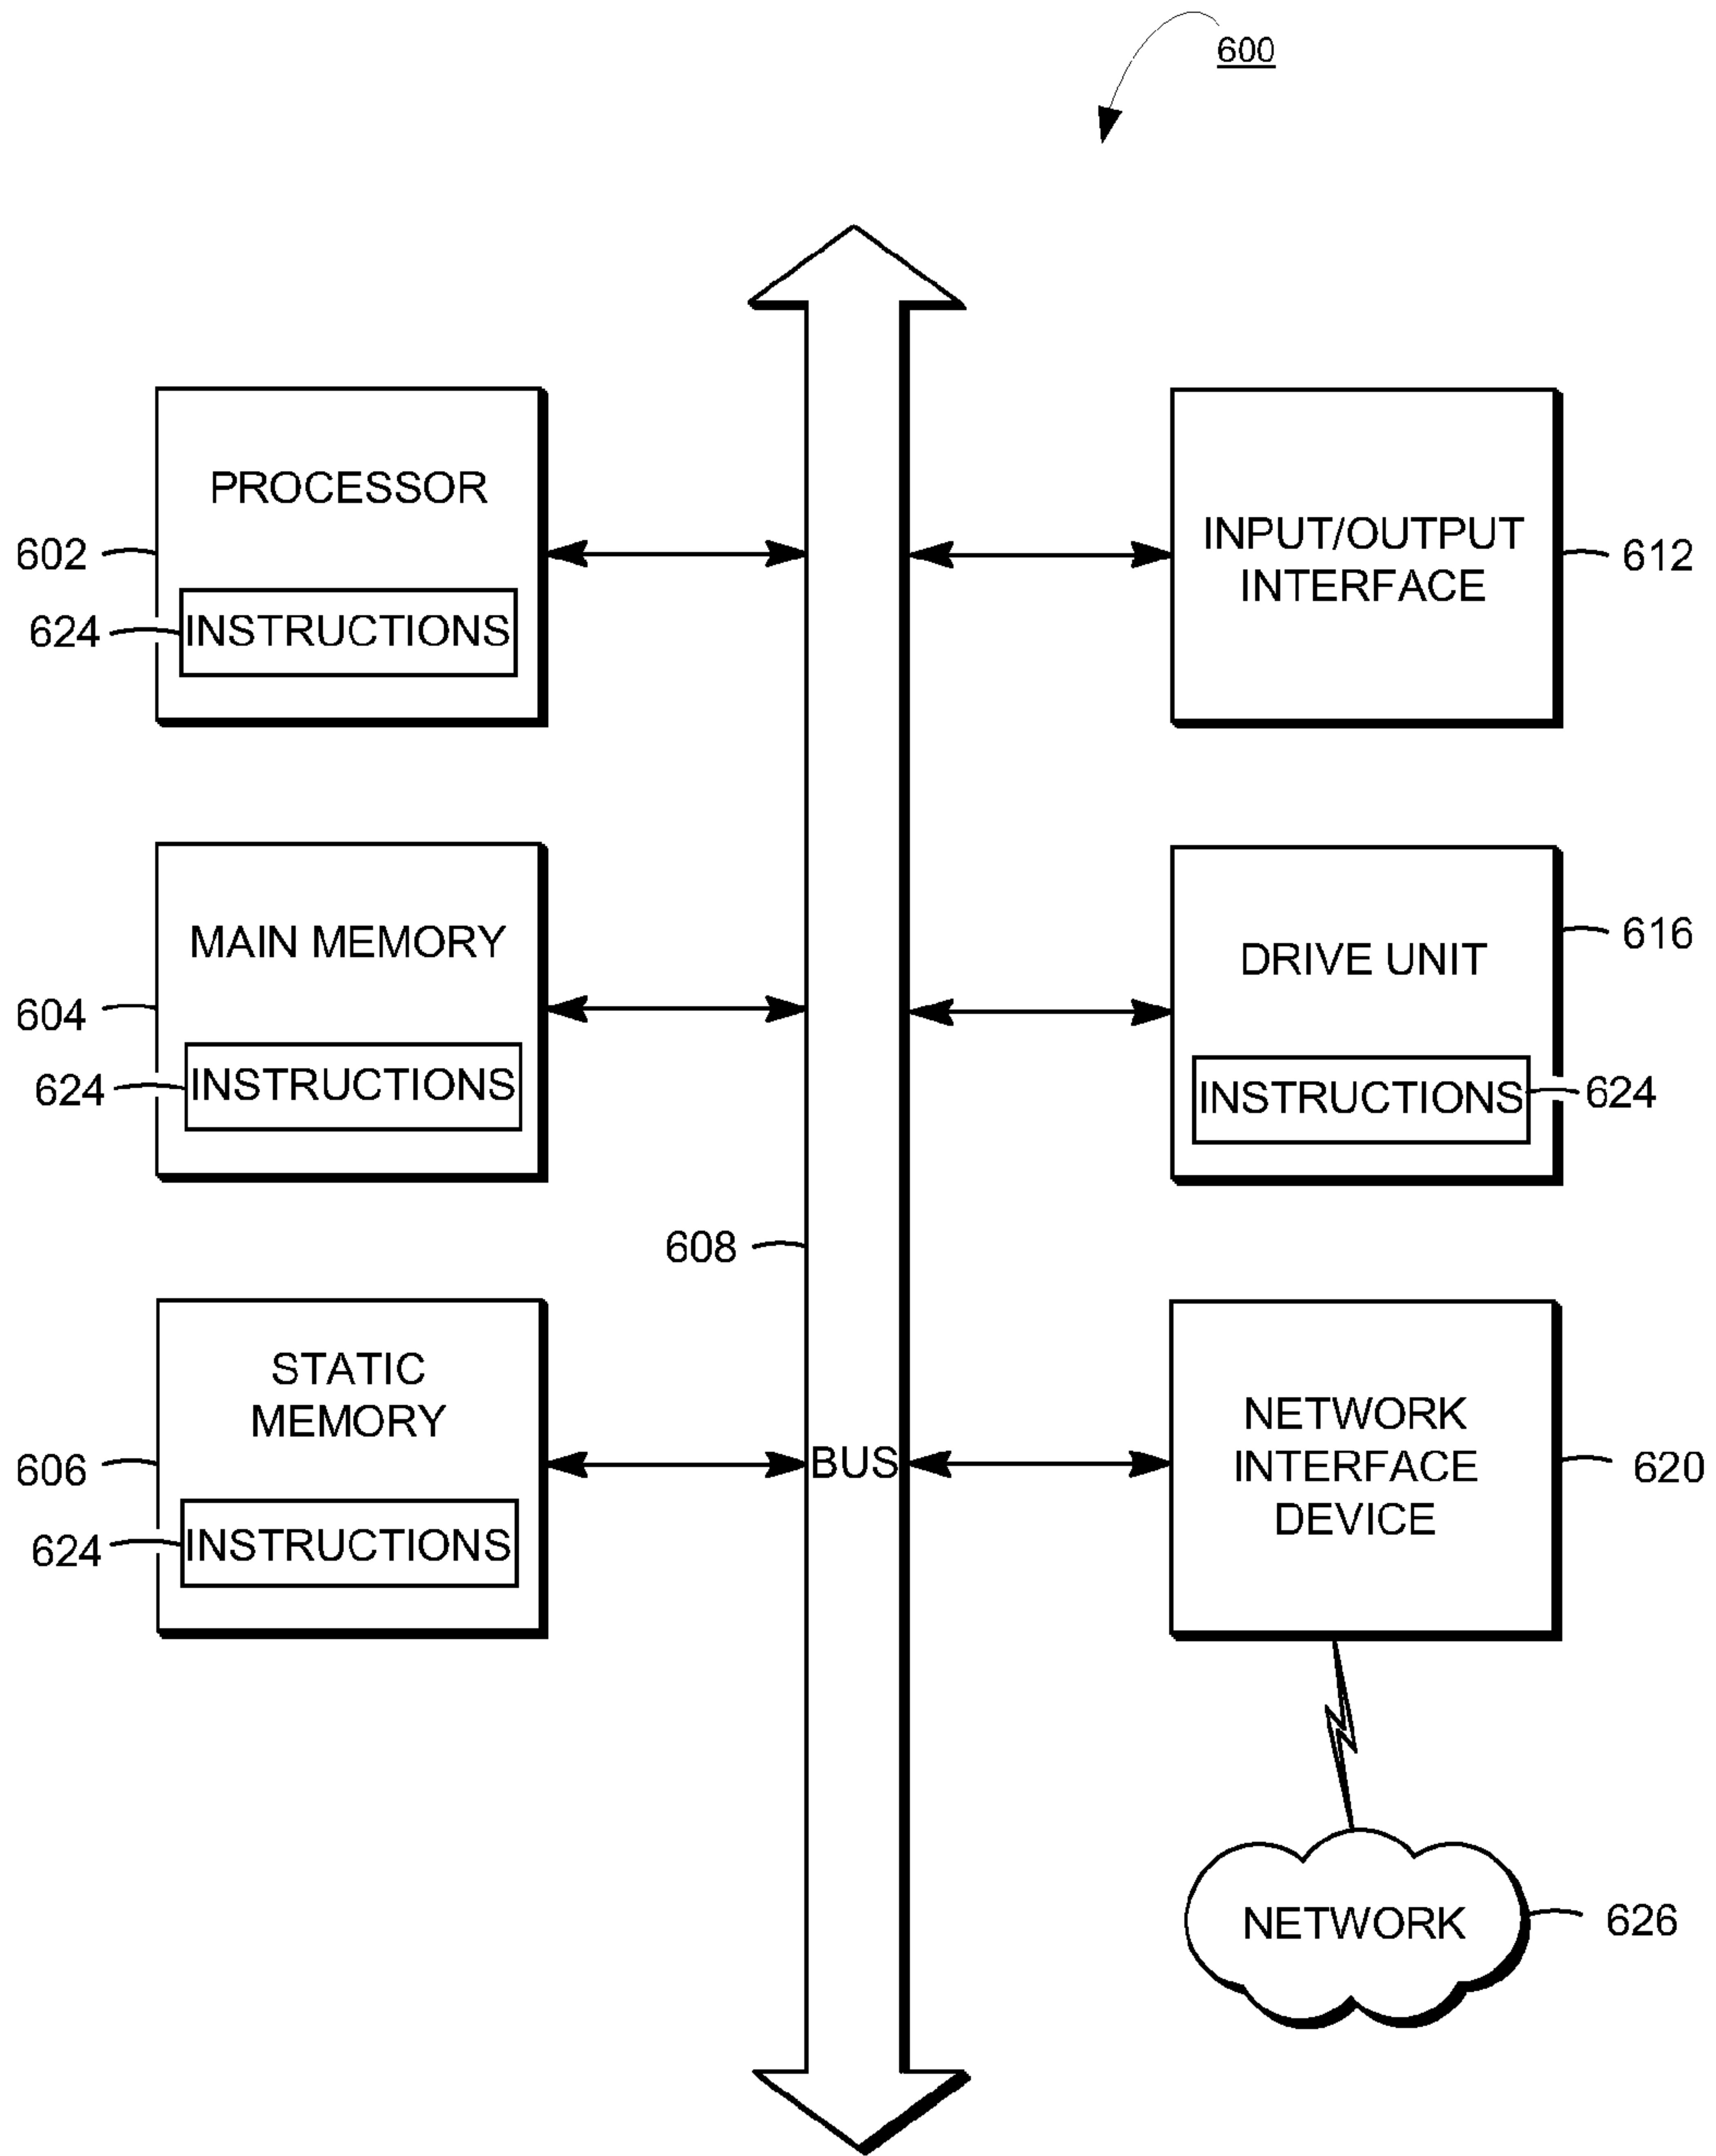 600
PROCESSOR
602
624
INSTRUCTIONS
INPUT/OUTPUT
INTERFACE
612
MAIN MEMORY
604
624
INSTRUCTIONS
DRIVE UNIT
616
INSTRUCTIONS
624
608
STATIC
MEMORY
606
624
INSTRUCTIONS
BUS
NETWORK
INTERFACE
DEVICE
620
NETWORK
626